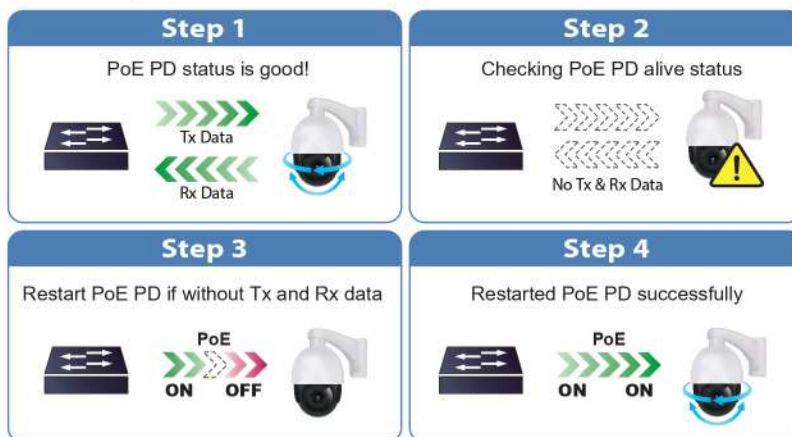 Step 1
PoE PD status is good!
Tx Data
Rx Data
Step 2
Checking PoE PD alive status
No Tx & Rx Data
Step 3
Restart PoE PD if without Tx and Rx data
PoE
ON OFF
Step 4
Restarted PoE PD successfully
PoE
ON ON